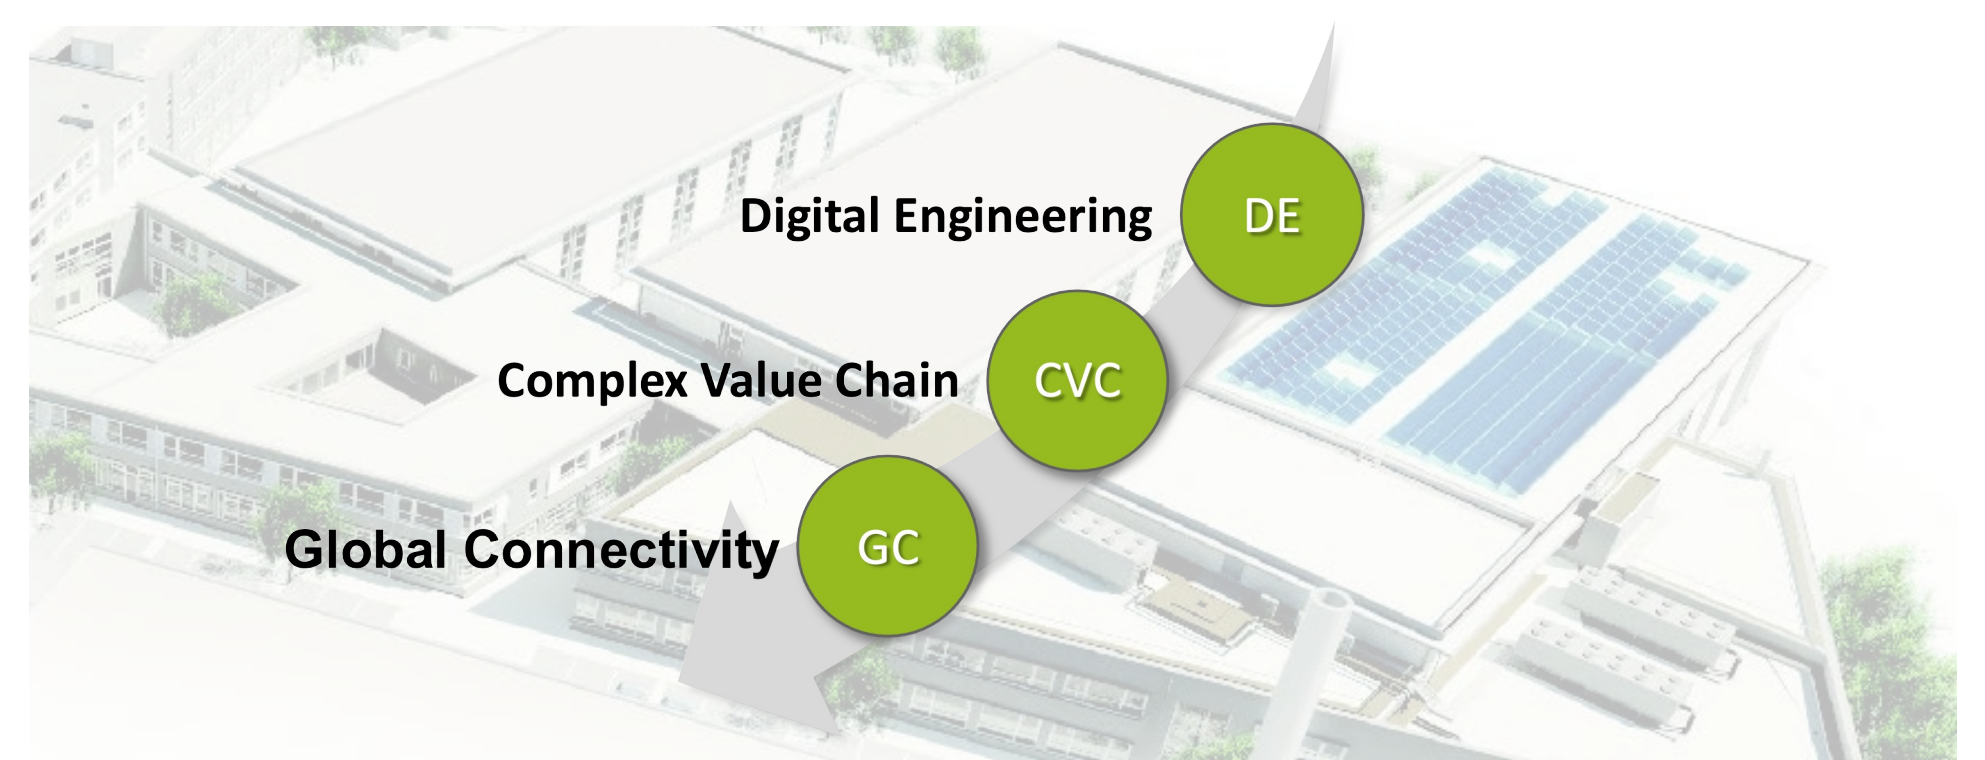 Digital Engineering DE
Complex Value Chain CVC
Global Connectivity GC